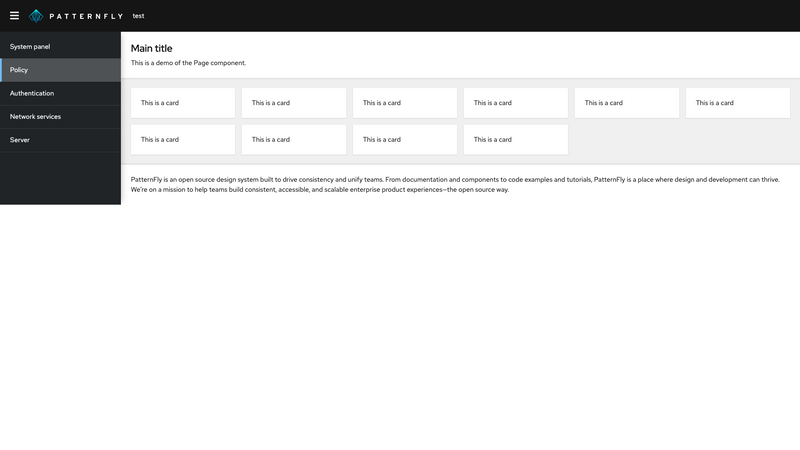 PATTERNFLY test
System panel
Policy
Authentication
Network services
Server
Main title
This is a demo of the Page component.
This is a card This is a card This is a card This is a card This is a card This is a card
This is a card This is a card This is a card This is a card
PatternFly is an open source design system built to drive consistency and unify teams. From documentation and components to code examples and tutorials, PatternFly is a place where design and development can thrive.
We're on a mission to help teams build consistent, accessible, and scalable enterprise product experiences—the open source way.